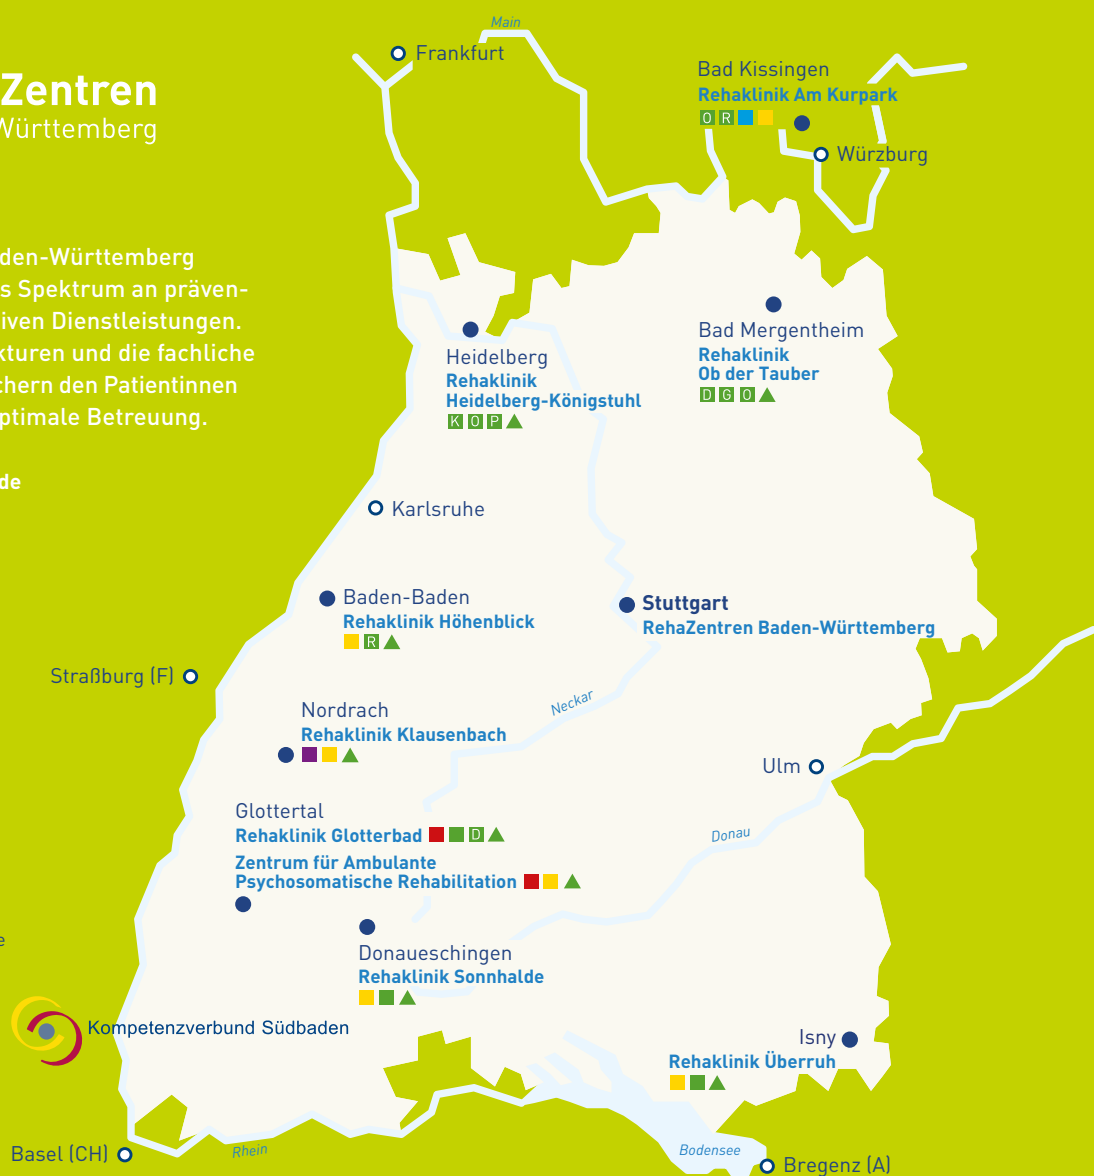 Zentren
Württemberg
den-Württemberg
s Spektrum an präven-
iven Dienstleistungen.
kturen und die fachliche
chern den Patientinnen
ptimale Betreuung.
de
Main
Frankfurt
Bad Kissingen
Rehaklinik Am Kurpark
O R
Würzburg
Heidelberg
Rehaklinik
Heidelberg-Königstuhl
K O P
Bad Mergentheim
Rehaklinik
Ob der Tauber
D G O
Karlsruhe
Baden-Baden
Rehaklinik Höhenblick
R
Stuttgart
RehaZentren Baden-Württemberg
Straßburg (F)
Nordrach
Rehaklinik Klausenbach
Neckar
Ulm
Glottertal
Rehaklinik Glotterbad D
Zentrum für Ambulante
Psychosomatische Rehabilitation
Donau
Donaueschingen
Rehaklinik Sonnhalde
e
Kompetenzverbund Südbaden
Isny
Rehaklinik Überruh
Basel (CH)
Rhein
Bodensee
Bregenz (A)